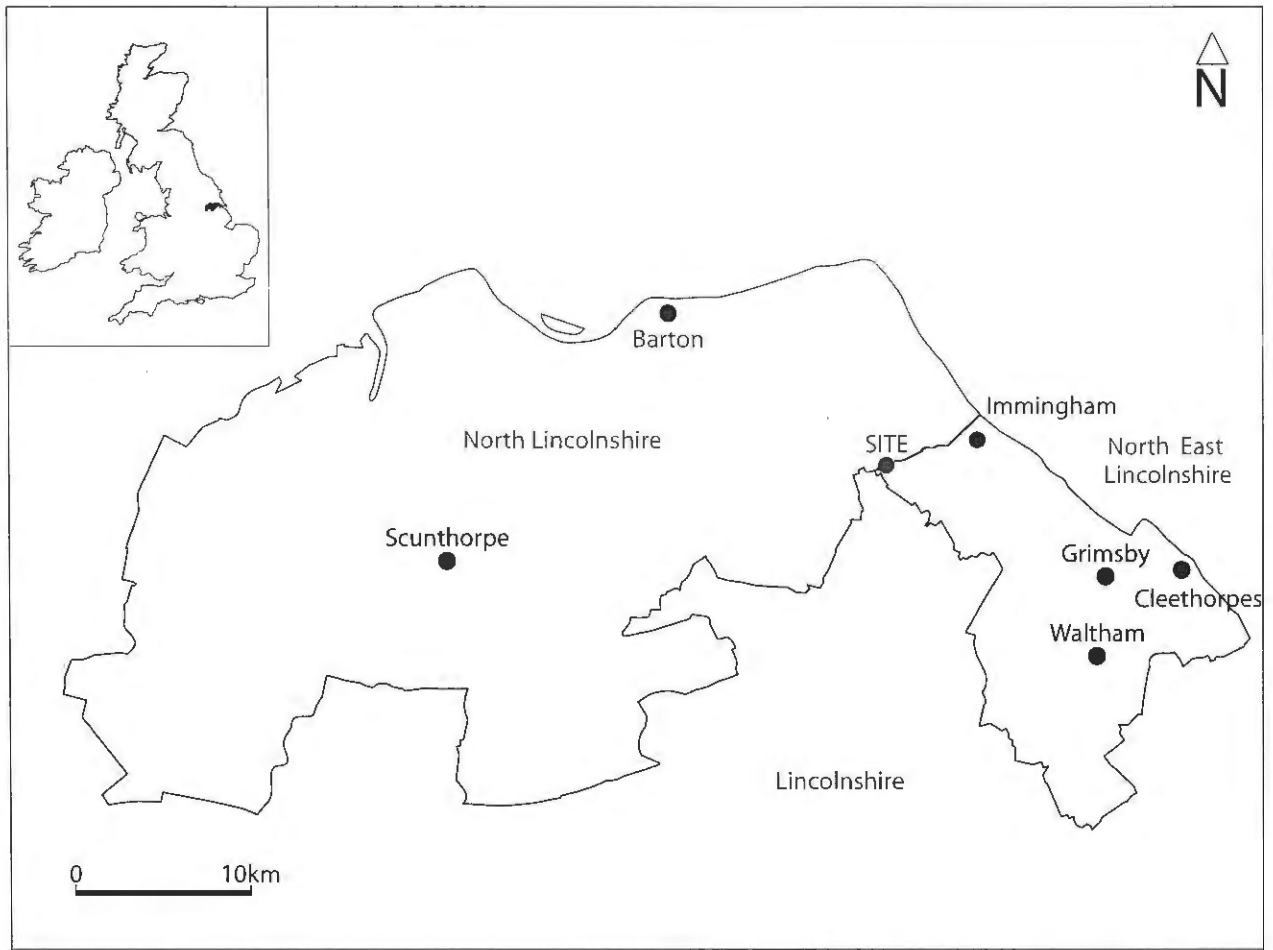 N
Barton
Immingham
North Lincolnshire
SITE
North East
Lincolnshire
Scunthorpe
Grimsby
Cleethorpes
Waltham
Lincolnshire
0 10km